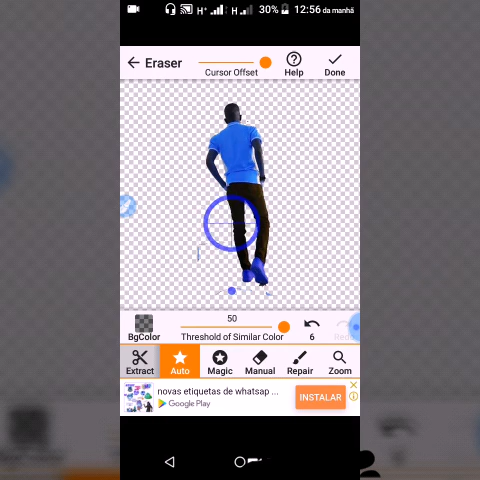 H+ H 30% 12:56 da manhã
Eraser
Cursor Offset
Help
Done
50
BgColor
Threshold of Similar Color
6
Redo
Extract
Auto
Magic
Manual
Repair
Zoom
novas etiquetas de whatsap ...
Google Play
INSTALAR